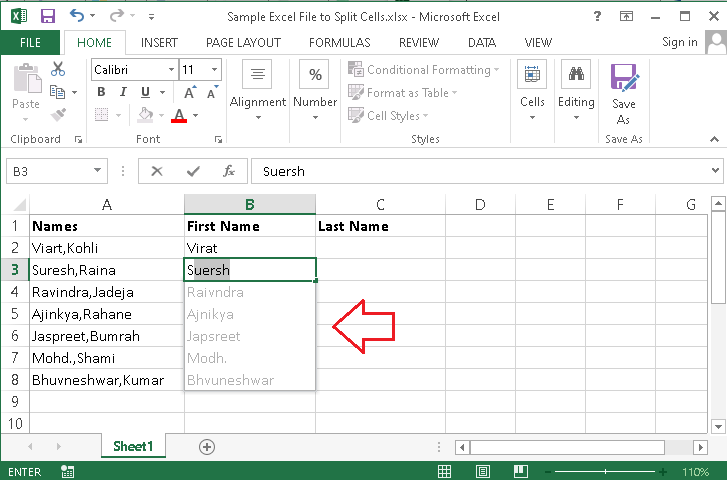 Sample Excel File to Split Cells.xlsx - Microsoft Excel
FILE HOME INSERT PAGE LAYOUT FORMULAS DATA REVIEW DATA VIEW Sign in
Calibri 11
Paste
B I U
A A
A
%
Alignment Number
Conditional Formatting
Format as Table
Cell Styles
Cells Editing Save As
Clipboard Font Styles Save As
B3 fx Suersh
A B C D E F G
1 Names First Name Last Name
2 Viart,Kohli Virat
3 Suresh,Raina Suersh
4 Ravindra,Jadeja Raivndra
5 Ajinkya,Rahane Ajnikya
6 Jaspreet,Bumrah Japsreet
7 Mohd.,Shami Modh.
8 Bhuvneshwar,Kumar Bhvuneshwar
9
10
Sheet1
ENTER 110%